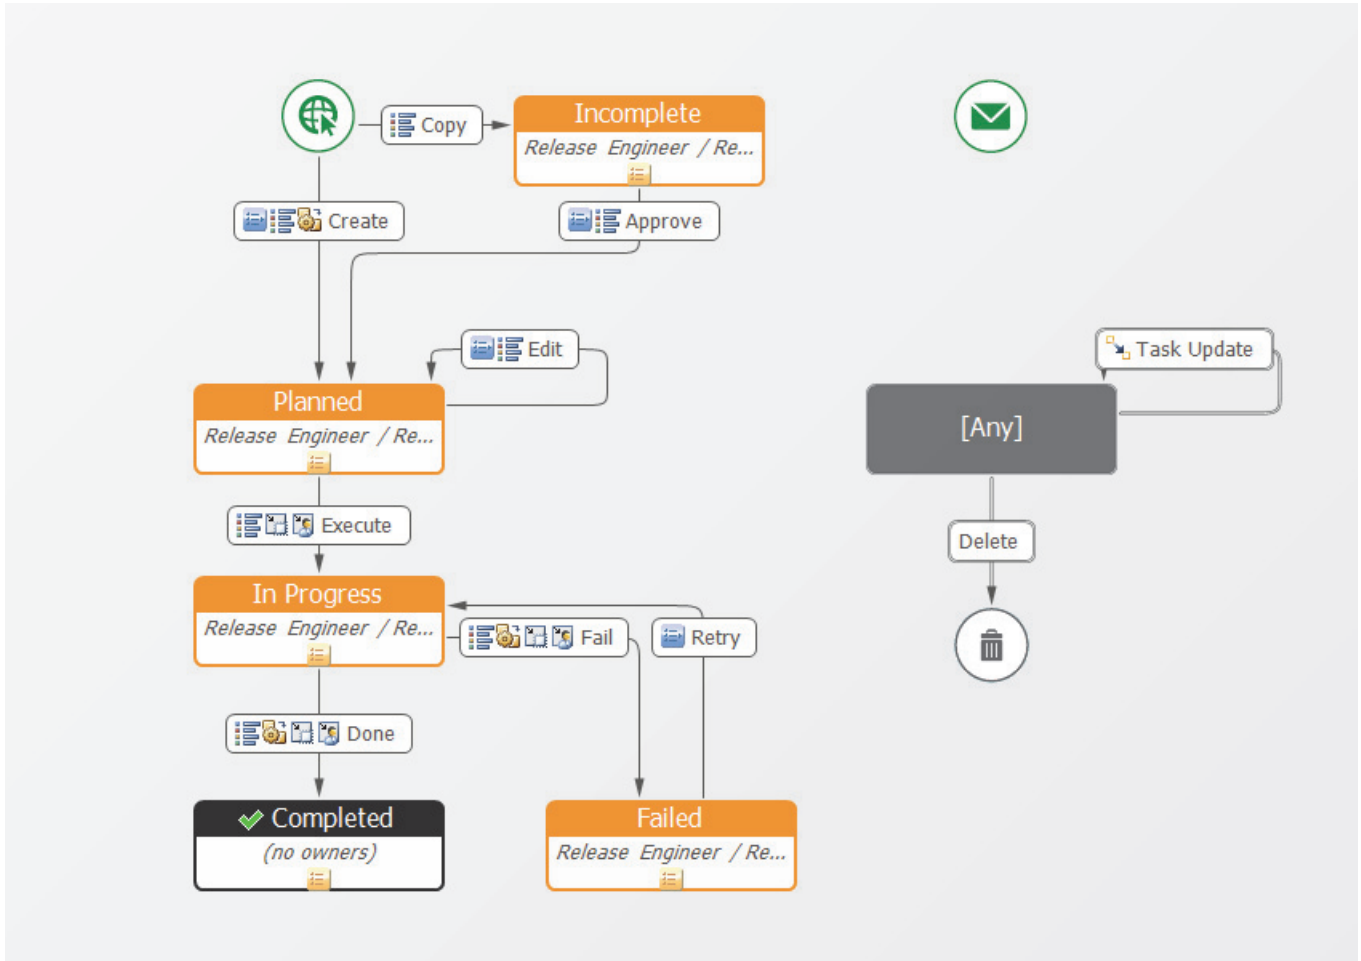 Copy
Incomplete
Release Engineer / Re...
Create
Approve
Edit
Task Update
Planned
Release Engineer / Re...
[Any]
Execute
Delete
In Progress
Release Engineer / Re...
Fail
Retry
Done
Completed
(no owners)
Failed
Release Engineer / Re...